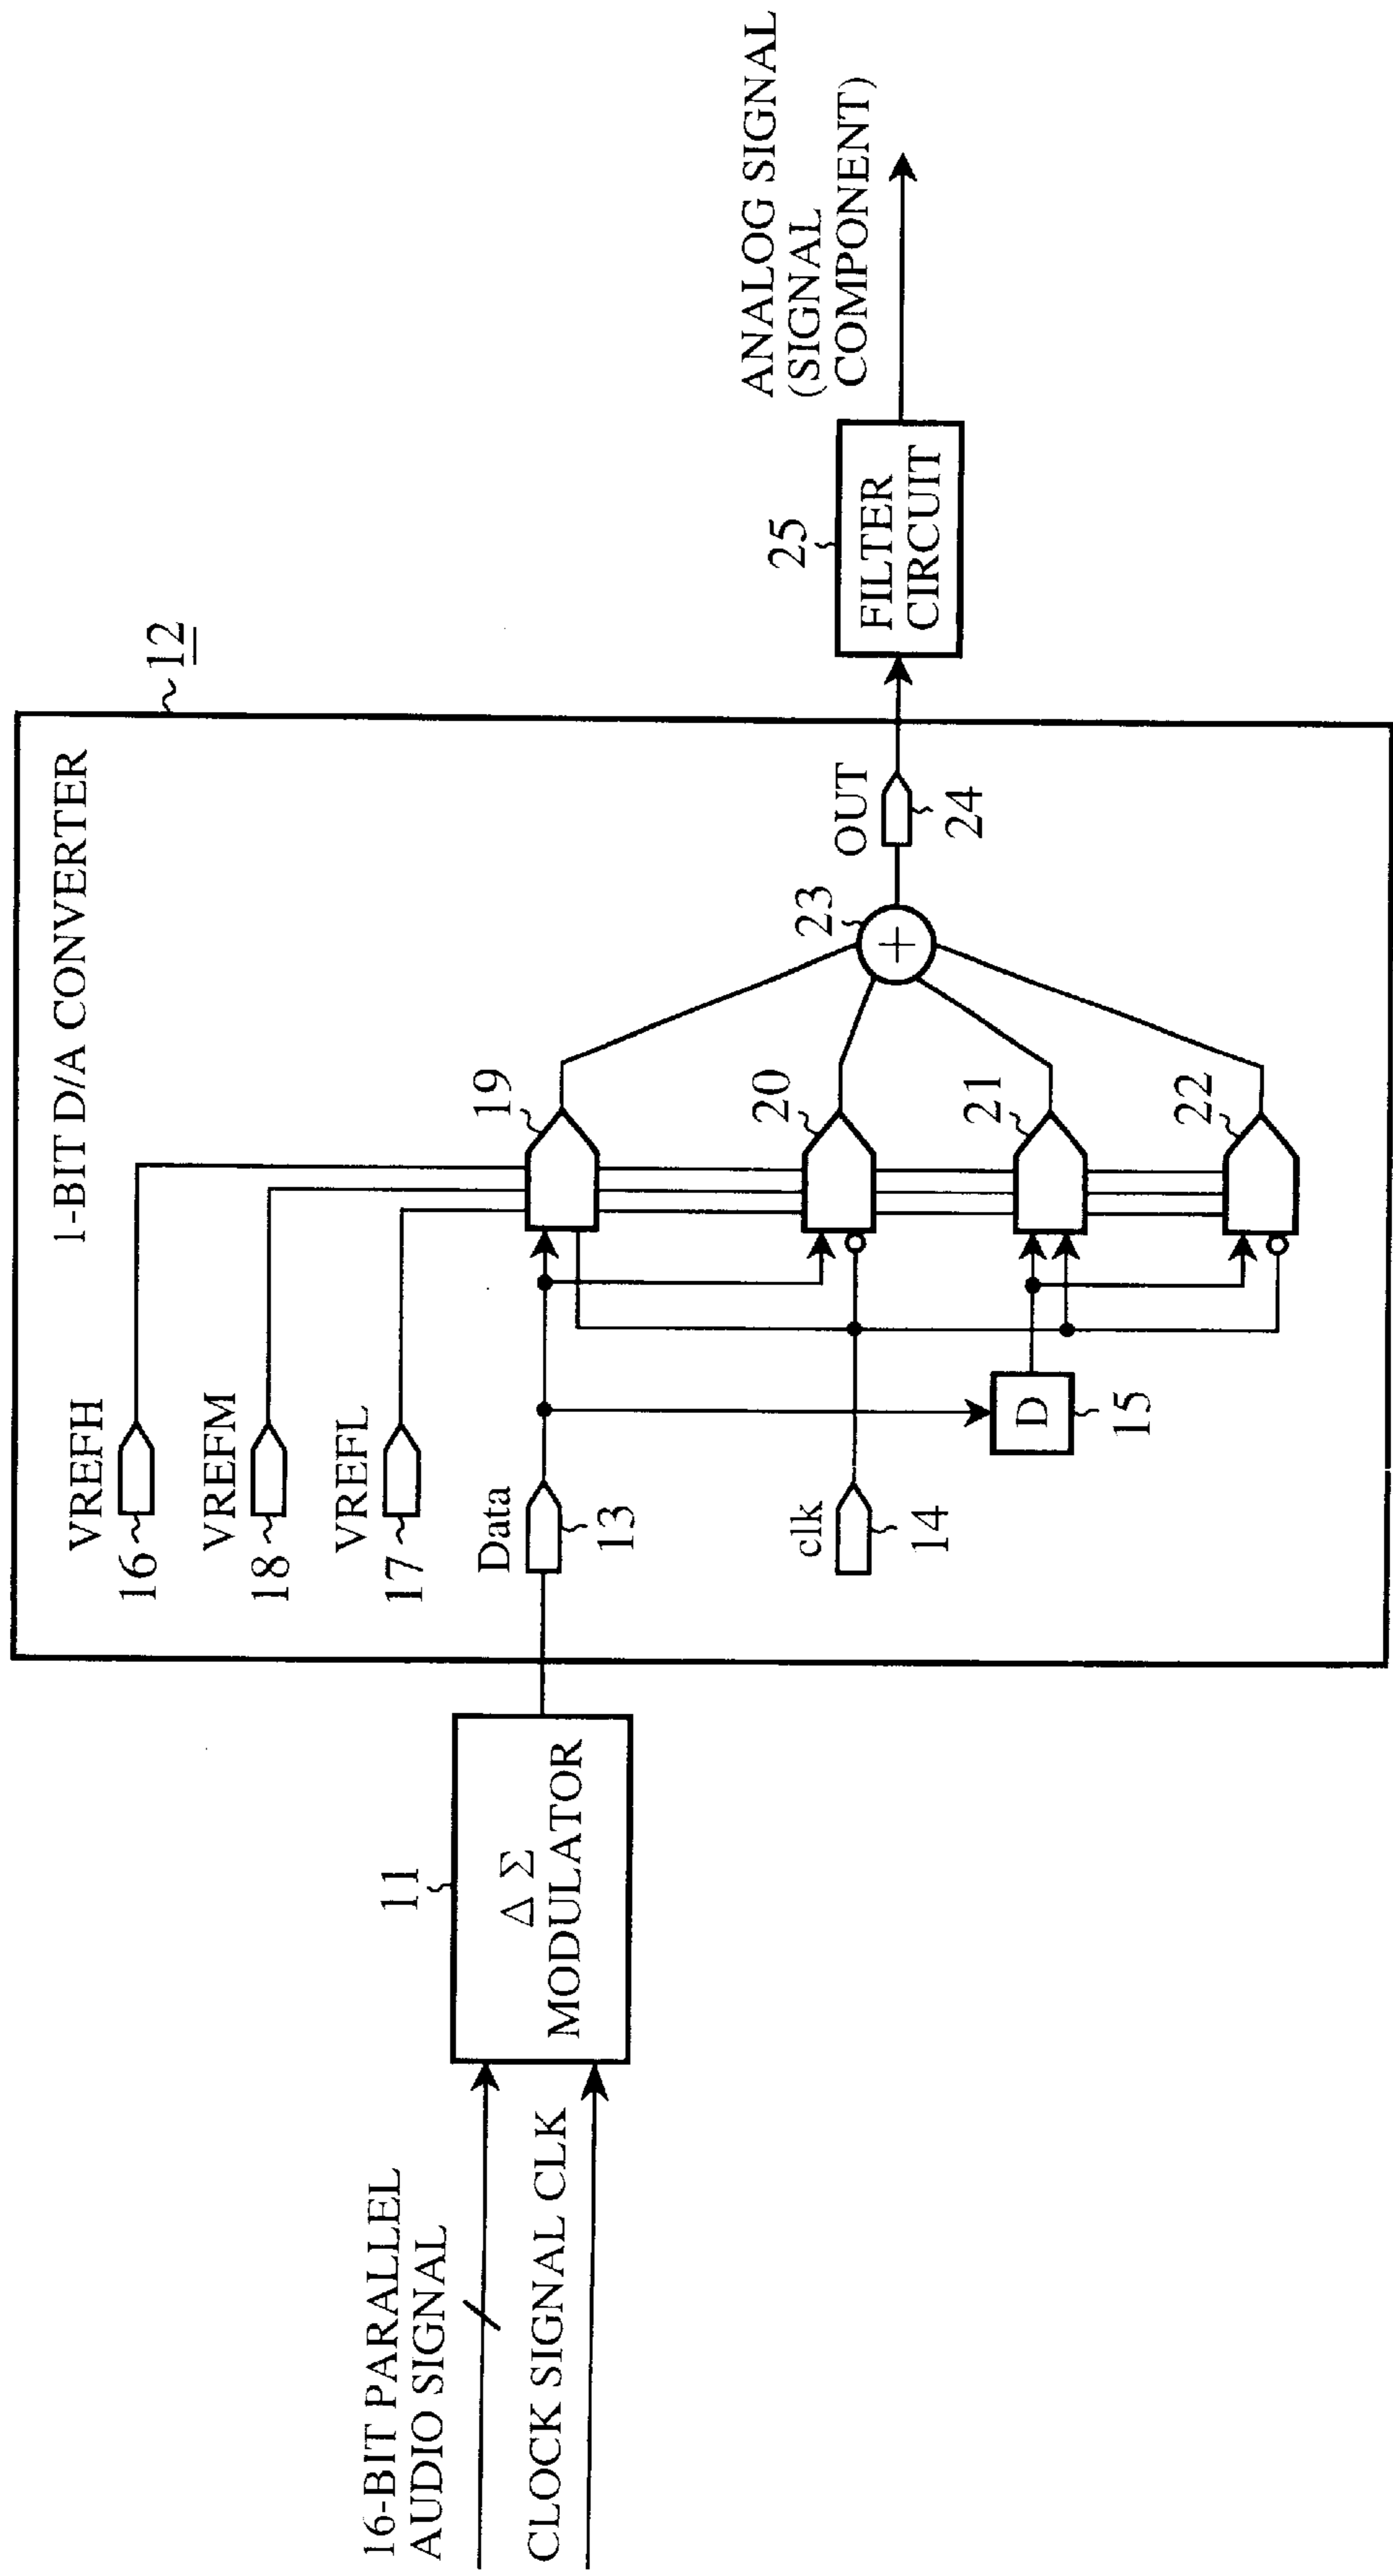 1-BIT D/A CONVERTER
12
VREFH
16
VREFM
18
VREFL
17
Data
13
clk
14
D
15
19
20
21
22
+
23
OUT
24
16-BIT PARALLEL
AUDIO SIGNAL
CLOCK SIGNAL CLK
11
Δ Σ
MODULATOR
25
FILTER
CIRCUIT
ANALOG SIGNAL
(SIGNAL
COMPONENT)